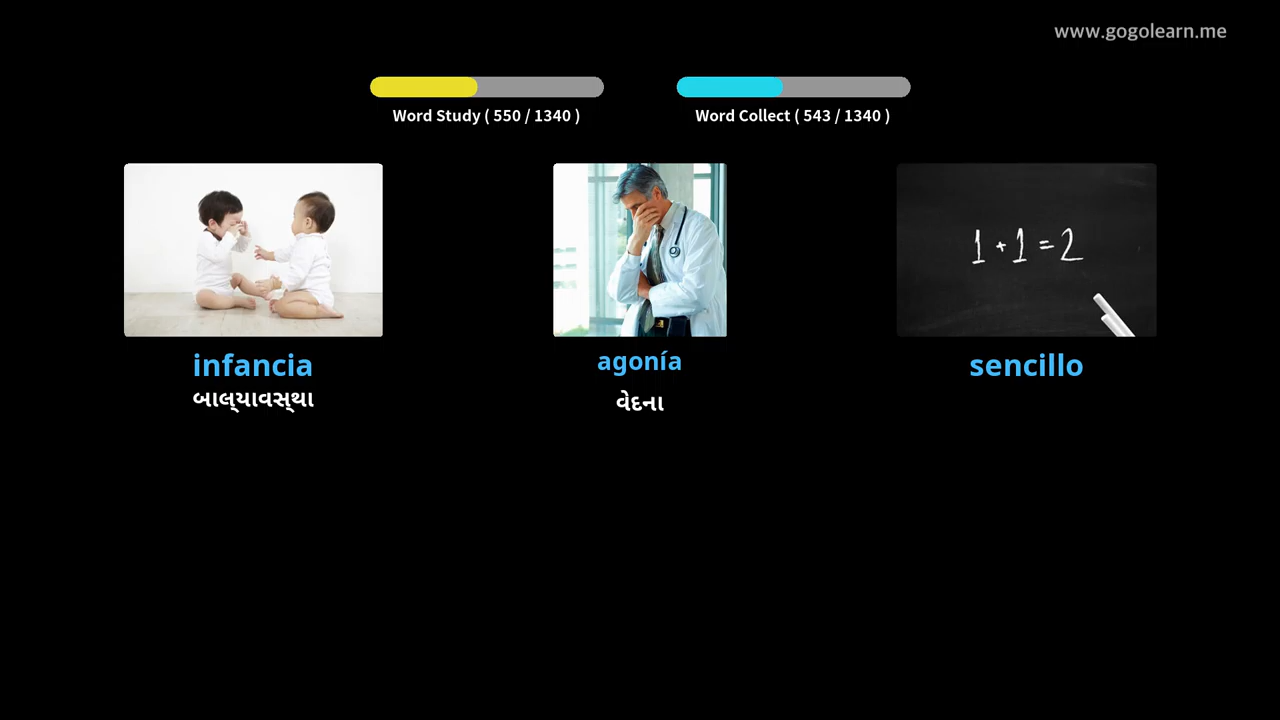 www.gogolearn.me
Word Study ( 550 / 1340 )
Word Collect ( 543 / 1340 )
1 + 1 = 2
infancia
agonía
sencillo
બાલ્યાવસ્થા
વેદના